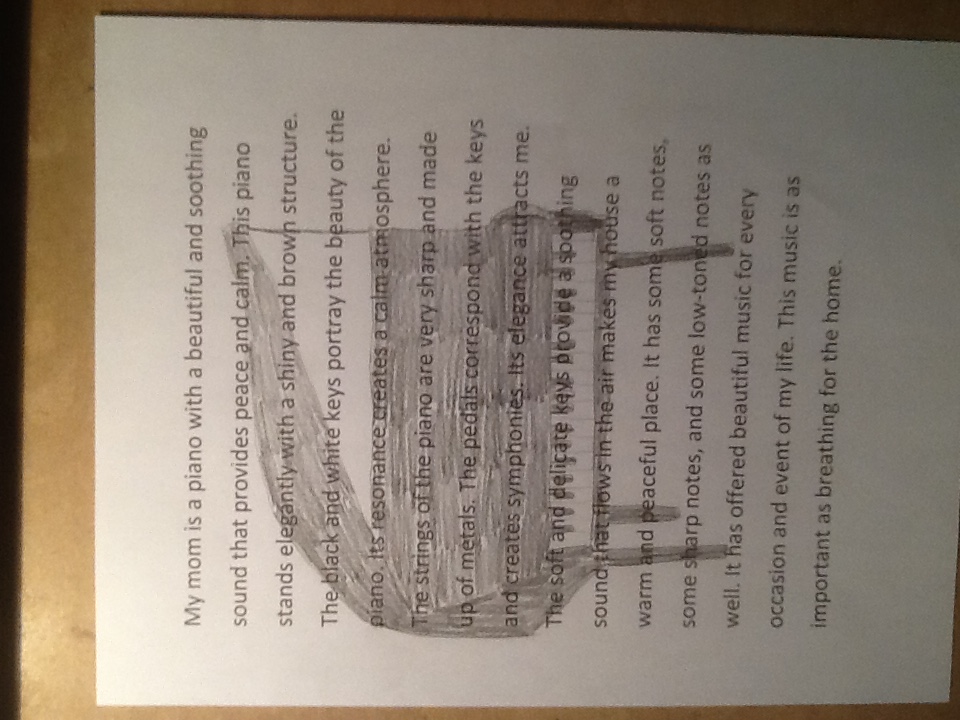 My mom is a piano with a beautiful and soothing
sound that provides peace and calm. This piano
stands elegantly with a shiny and brown structure.
The black and white keys portray the beauty of the
piano. Its resonance creates a calm atmosphere.
The strings of the piano are very sharp and made
up of metals. The pedals correspond with the keys
and creates symphonies. Its elegance attracts me.
The soft and delicate keys provide a soothing
sound that flows in the air makes my house a
warm and peaceful place. It has some soft notes,
some sharp notes, and some low-toned notes as
well. It has offered beautiful music for every
occasion and event of my life. This music is as
important as breathing for the home.